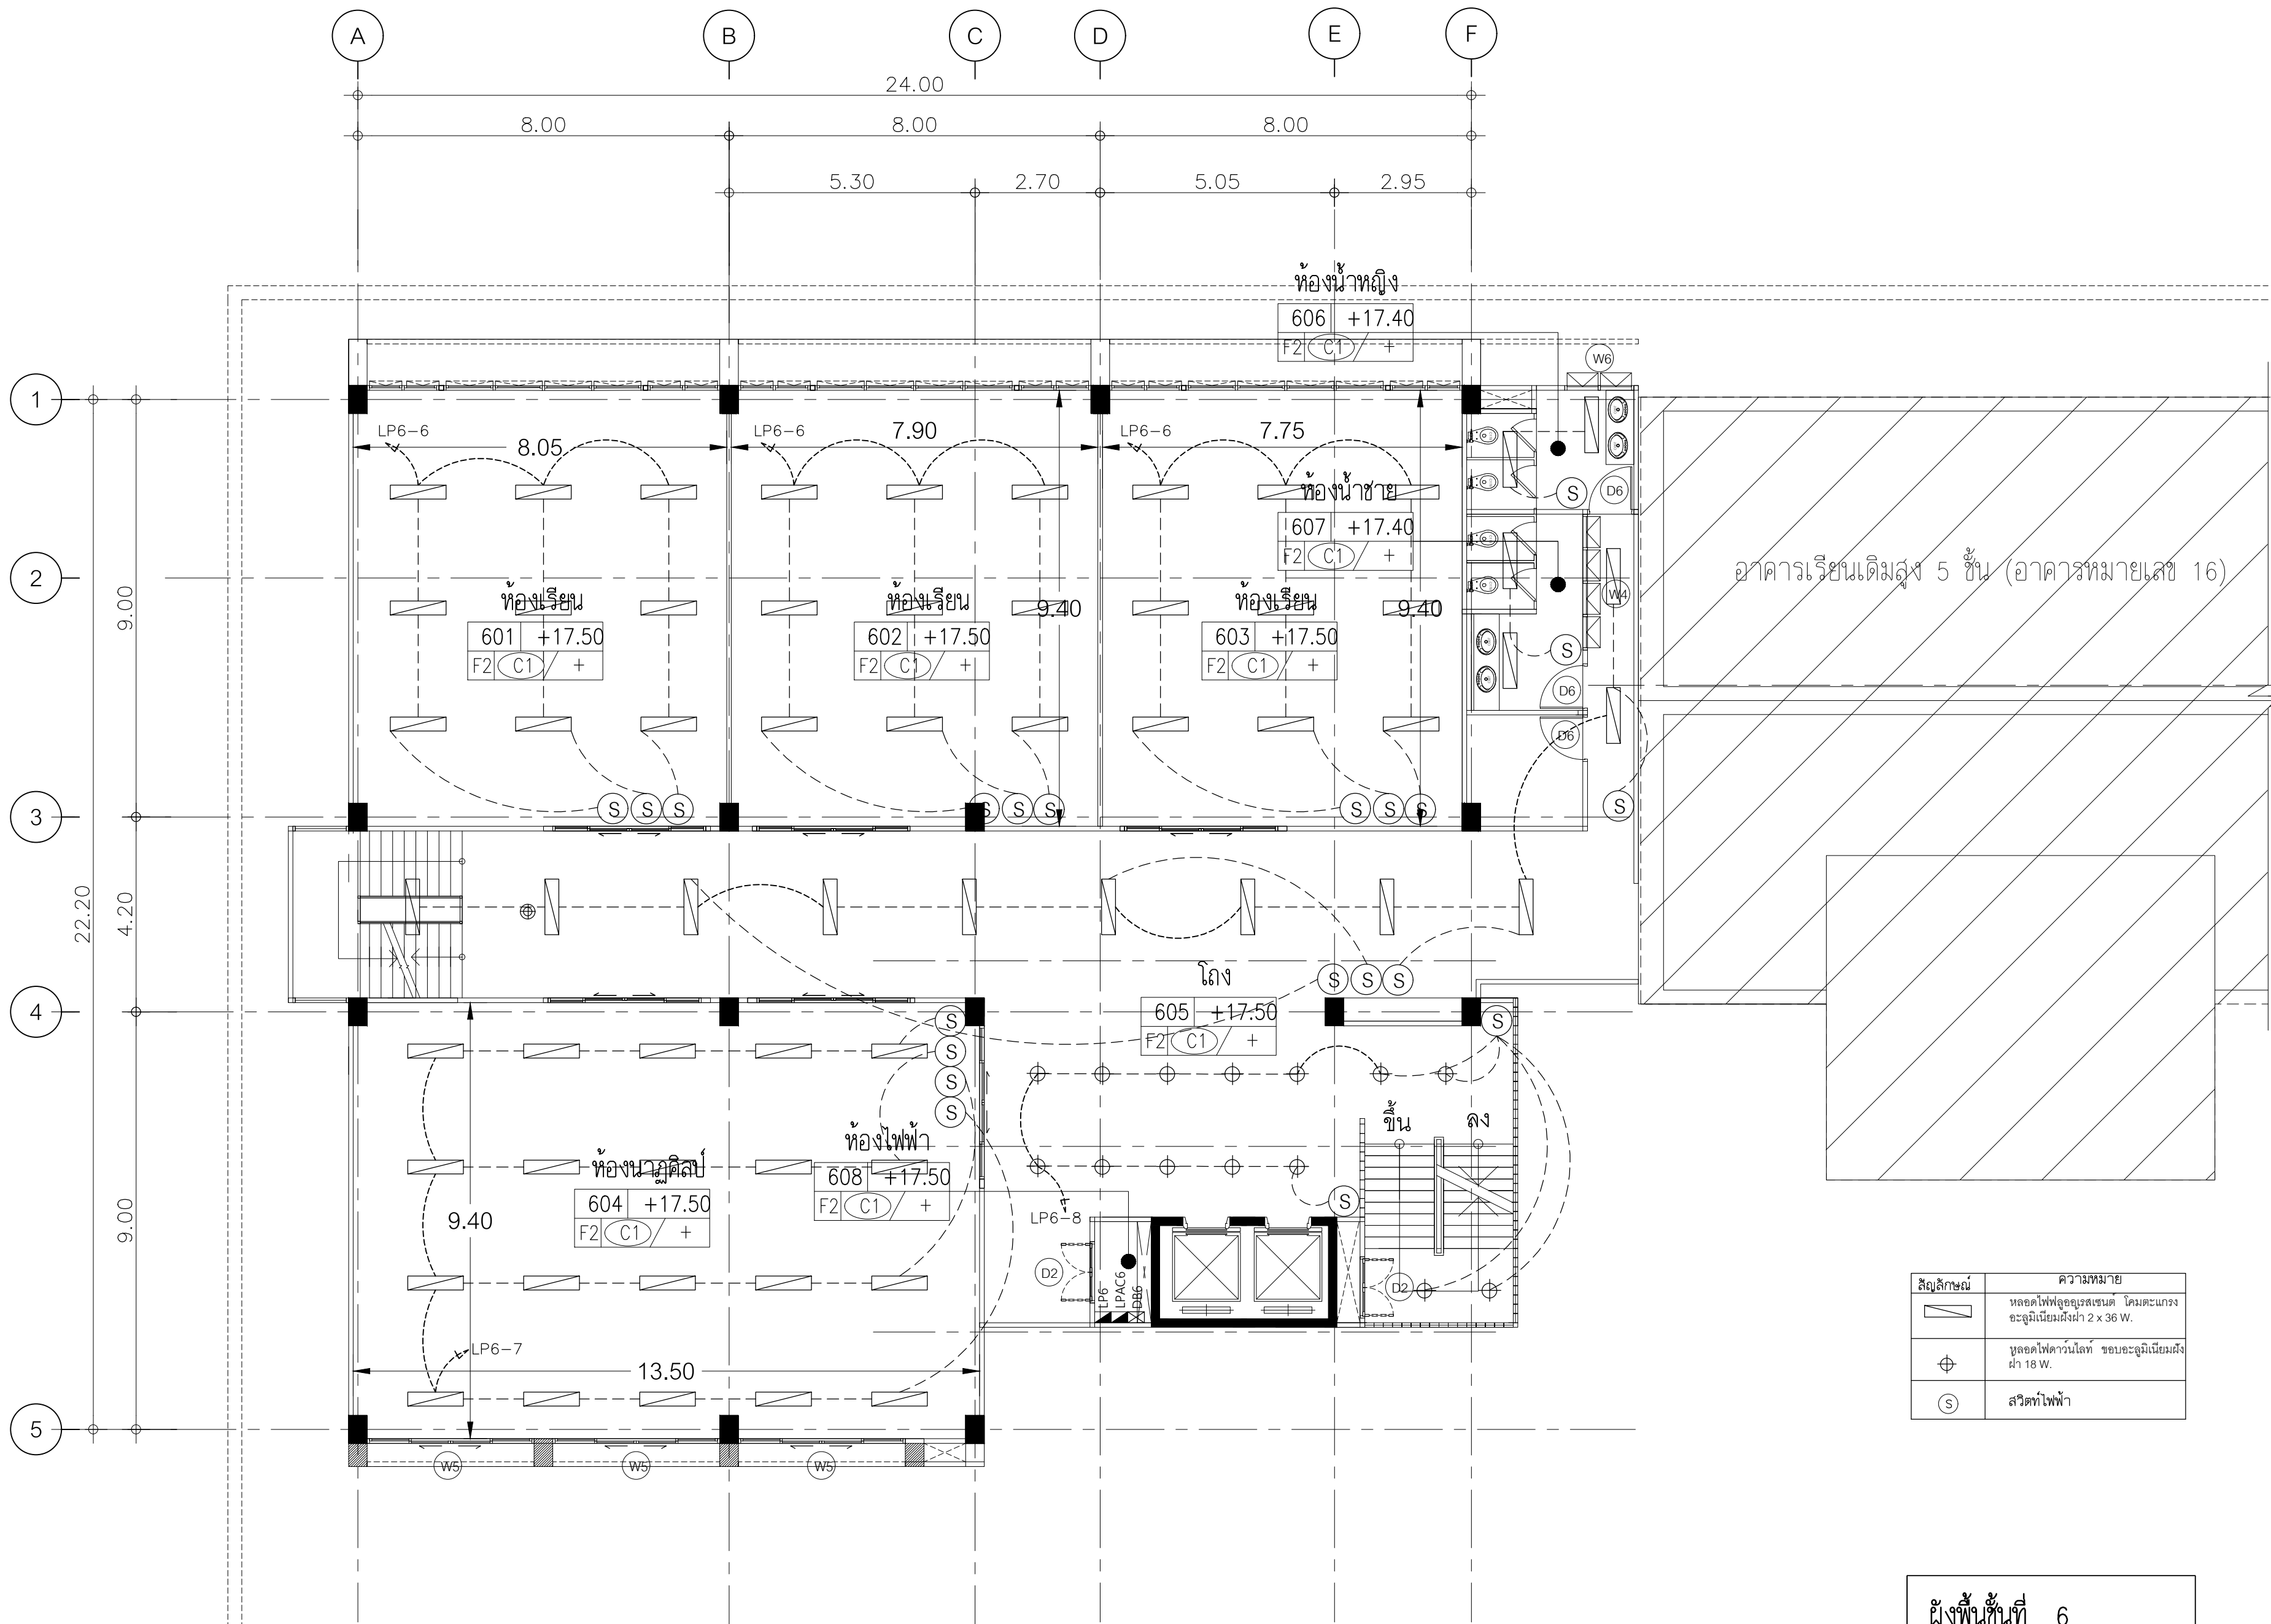 A B C D E F
24.00
8.00 8.00 8.00
5.30 2.70 5.05 2.95
ห้องน้ำหญิง
606 +17.40
F2 C1 +
W6
1
LP6-6 8.05 LP6-6 7.90 LP6-6 7.75
ห้องน้ำชาย
S D6
607 +17.40
F2 C1 +
2
9.00
อาคารเรียนเดิมสูง 5 ชั้น (อาคารหมายเลข 16)
W4
ห้องเรียน ห้องเรียน 9.40 ห้องเรียน 9.40
601 +17.50 602 +17.50 603 +17.50
F2 C1 + F2 C1 + F2 C1 +
S
D6
D6
S S S S S S S S S S
3
22.20
4.20
โถง
S S S
605 +17.50
F2 C1 +
4
S S
S
S
S
ขึ้น ลง
ห้องไฟฟ้า
608 +17.50
F2 C1 +
ห้องนาฏศิลป์
604 +17.50
F2 C1 +
S
9.00
9.40
LP6-8
D2 LP6 LPAC6 DB6 D2
LP6-7
13.50
5
W5 W5 W5
สัญลักษณ์ ความหมาย
หลอดไฟฟลูออเรสเซนต์ โคมตะแกรง
อะลูมิเนียมฝังฝ้า 2 x 36 W.
หลอดไฟดาว์นไลท์ ขอบอะลูมิเนียมฝัง
ฝ้า 18 W.
S สวิตท์ไฟฟ้า
ผังพื้นชั้นที่ 6